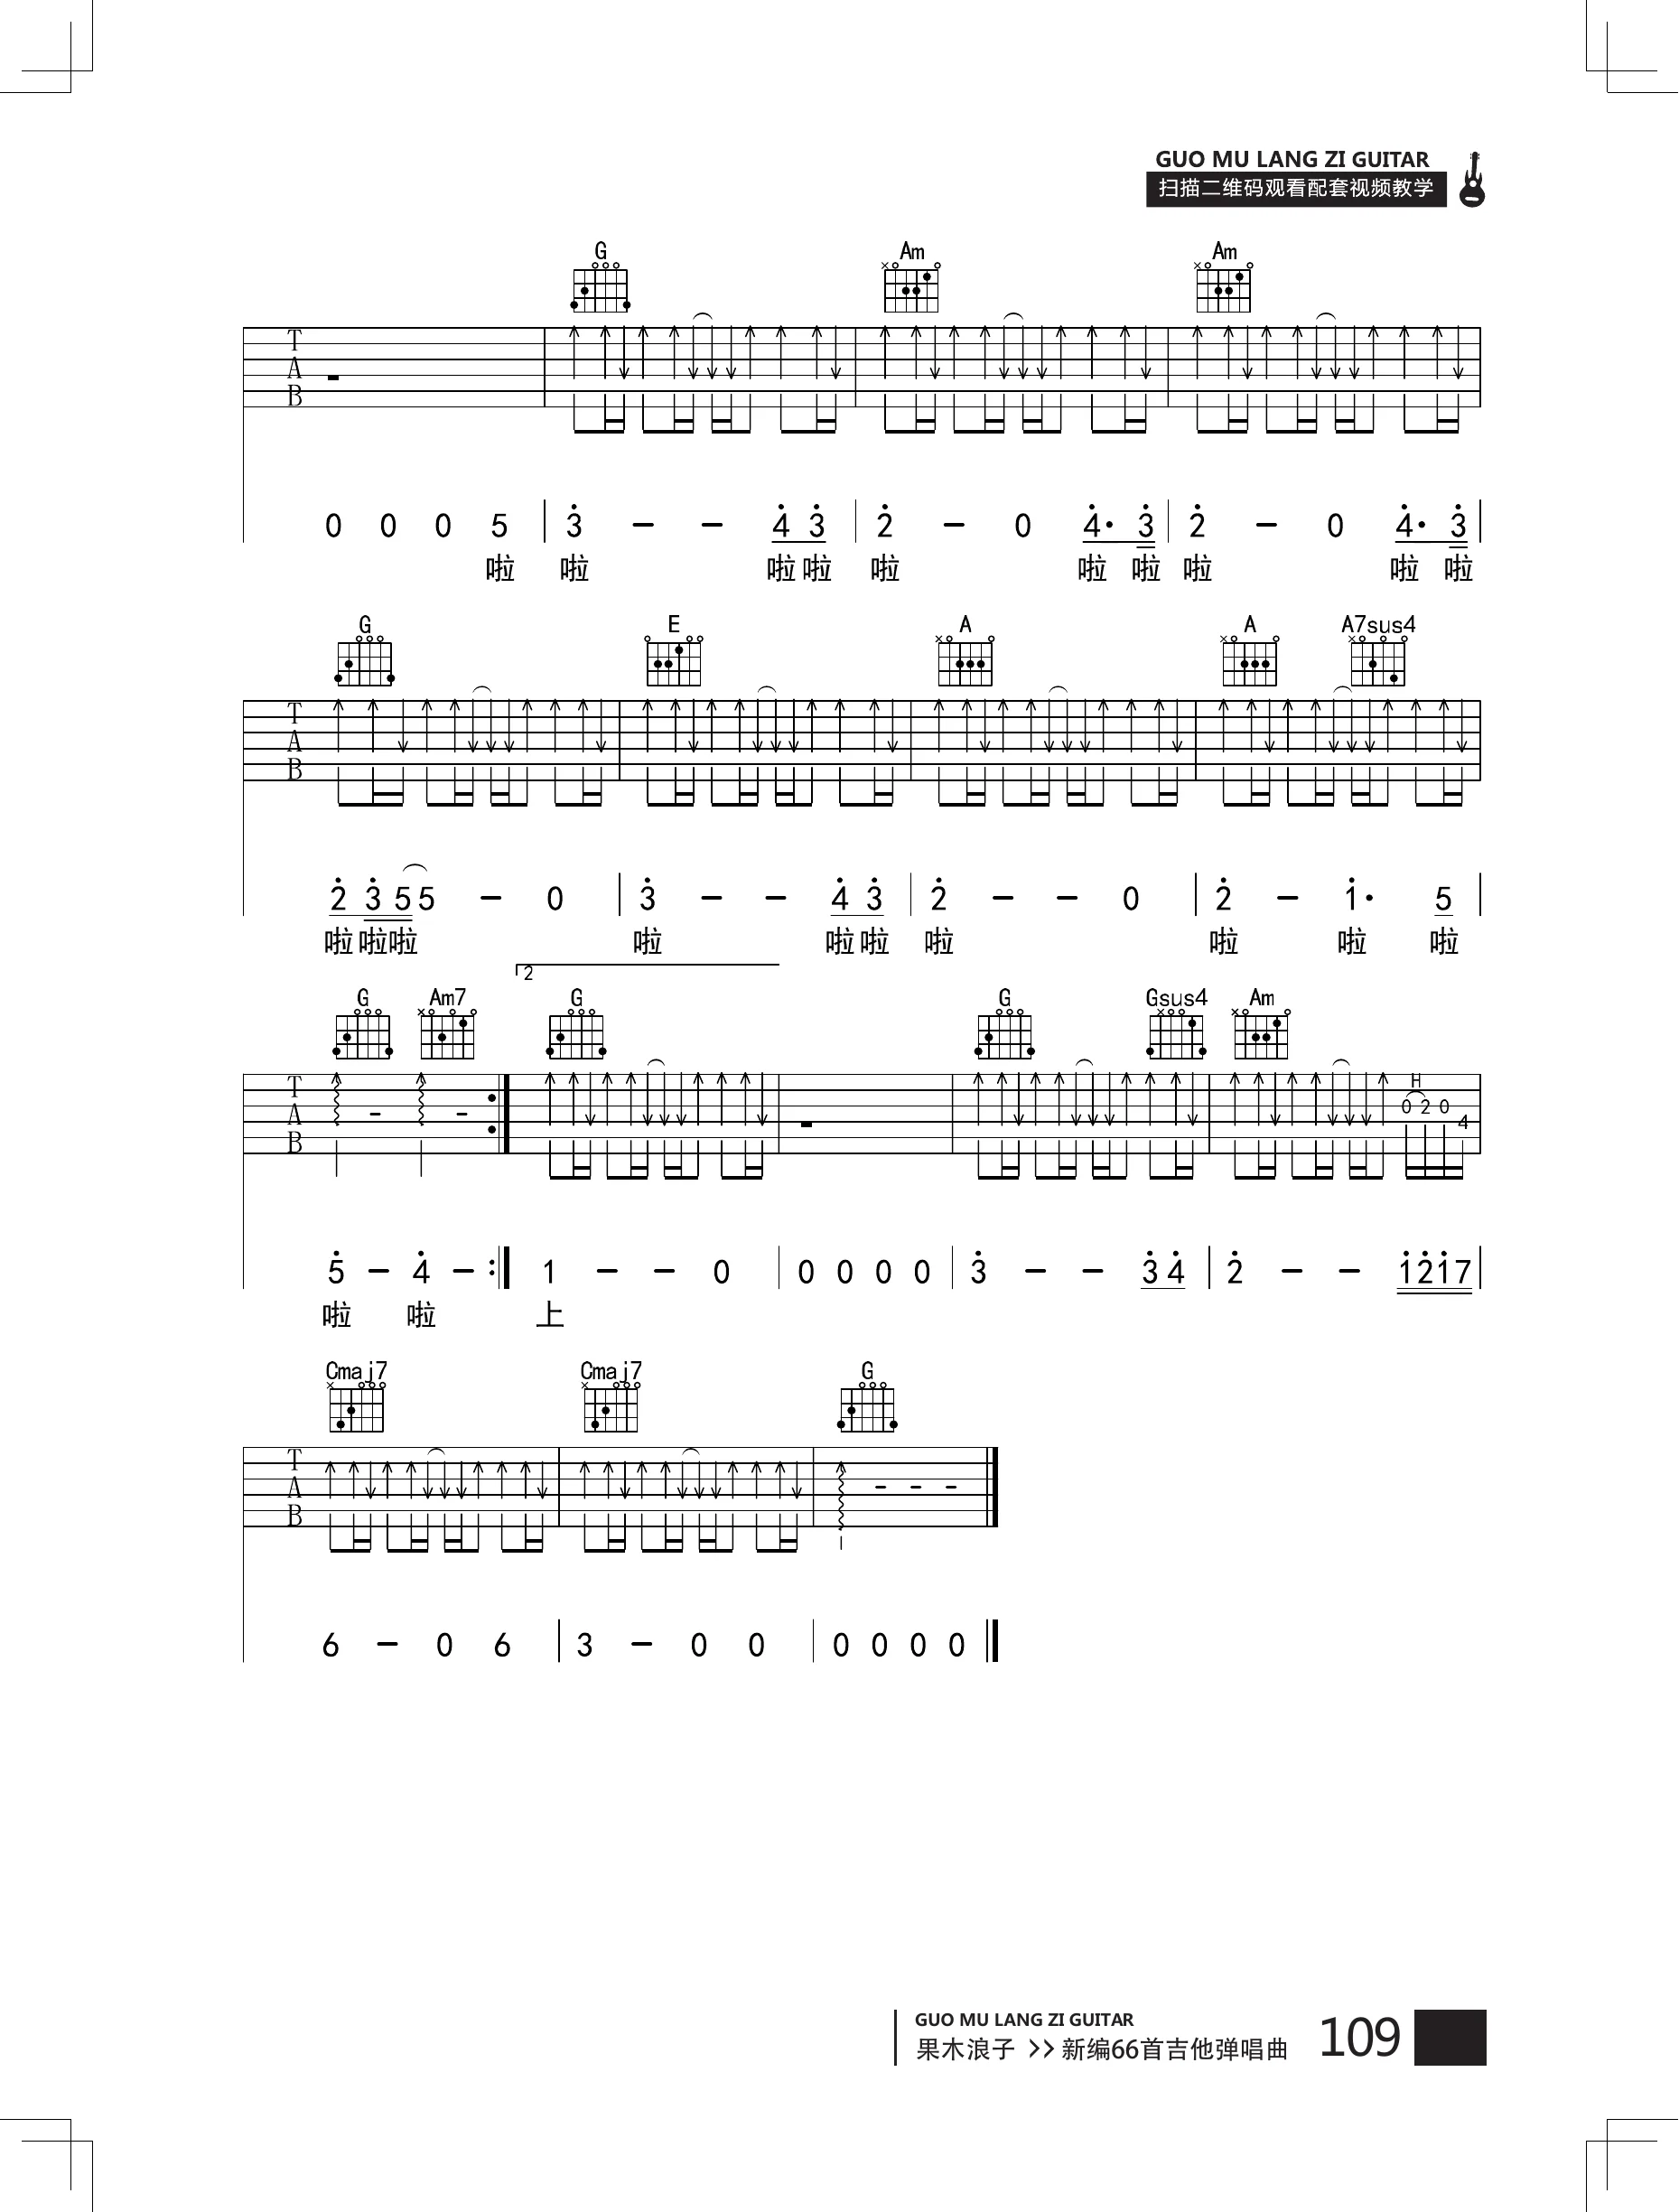 GUO MU LANG ZI GUITAR
扫描二维码观看配套视频教学
G Am Am
T
A
B
0 0 0 5 3 - - 4 3 2 - 0 4· 3 2 - 0 4· 3
啦 啦 啦 啦 啦 啦 啦 啦 啦 啦
G E A A A7sus4
T
A
B
2 3 5 5 - 0 3 - - 4 3 2 - - 0 2 - 1· 5
啦 啦 啦 啦 啦 啦 啦 啦 啦 啦
2
G Am7 G G Gsus4 Am
H
T
A
B
0 2 0
4
5 - 4 - 1 - - 0 0 0 0 0 3 - - 3 4 2 - - 1 2 1 7
啦 啦 上
Cmaj7 Cmaj7 G
T
A
B
6 - 0 6 3 - 0 0 0 0 0 0
GUO MU LANG ZI GUITAR
果木浪子 >> 新编66首吉他弹唱曲 109